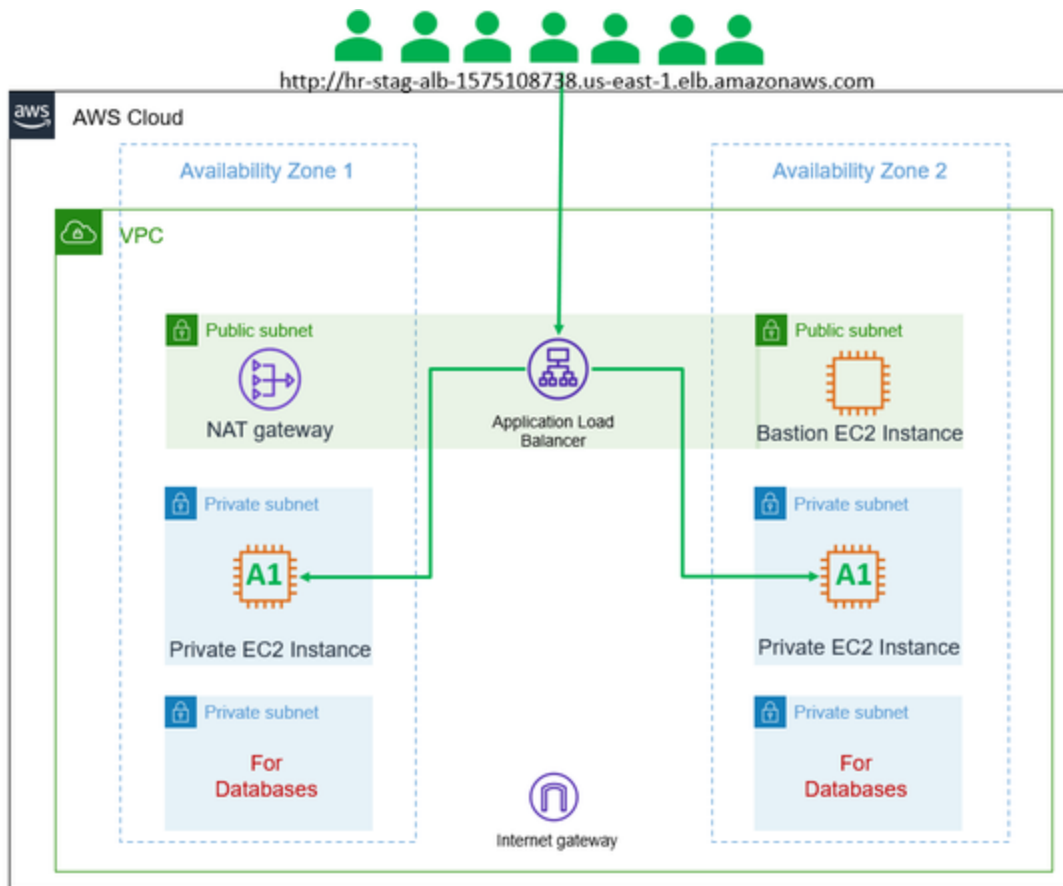 http://hr-stag-alb-1575108738.us-east-1.elb.amazonaws.com
aws
AWS Cloud
Availability Zone 1
Availability Zone 2
VPC
Public subnet
Public subnet
NAT gateway
Application Load
Balancer
Bastion EC2 Instance
Private subnet
Private subnet
A1
A1
Private EC2 Instance
Private EC2 Instance
Private subnet
Private subnet
For
Databases
For
Databases
Internet gateway